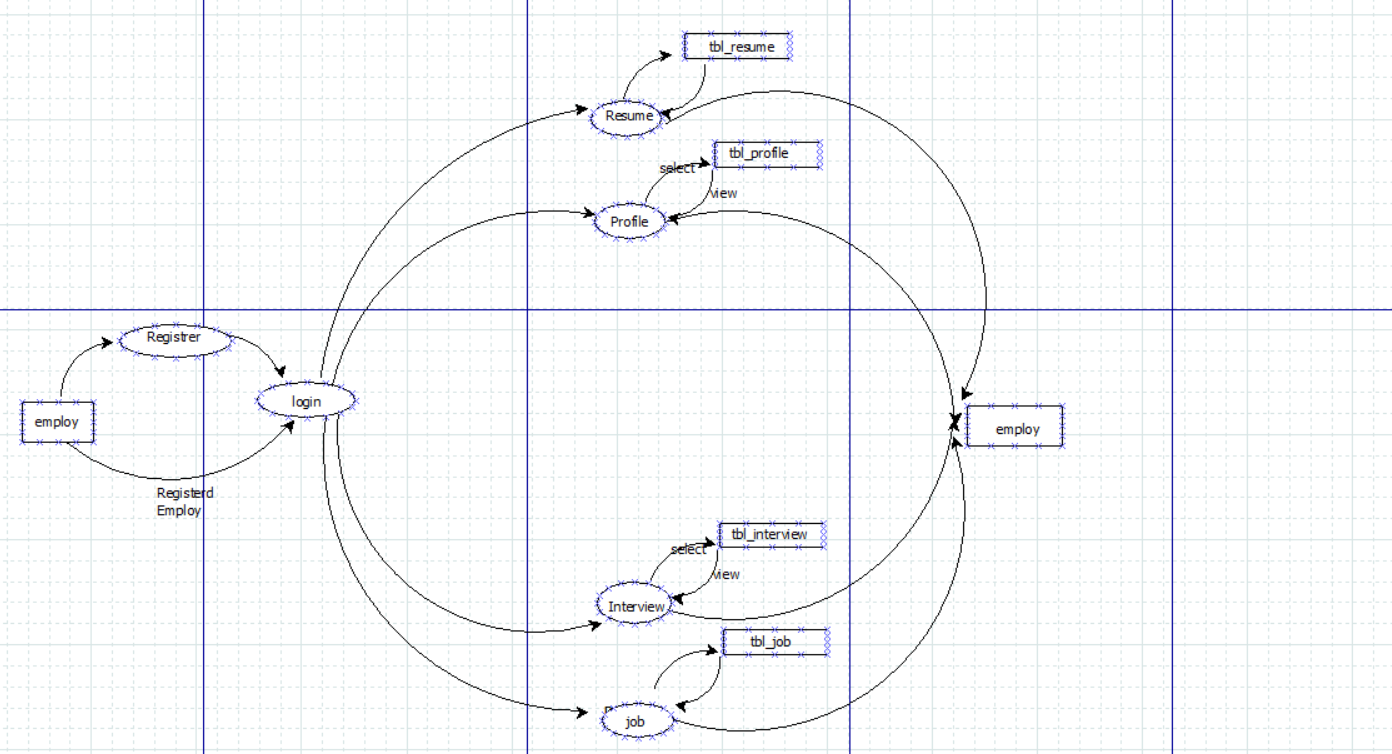 tbl_resume
Resume
tbl_profile
select
view
Profile
Registrer
login
employ
employ
Registerd
Employ
tbl_interview
select
view
Interview
tbl_job
job